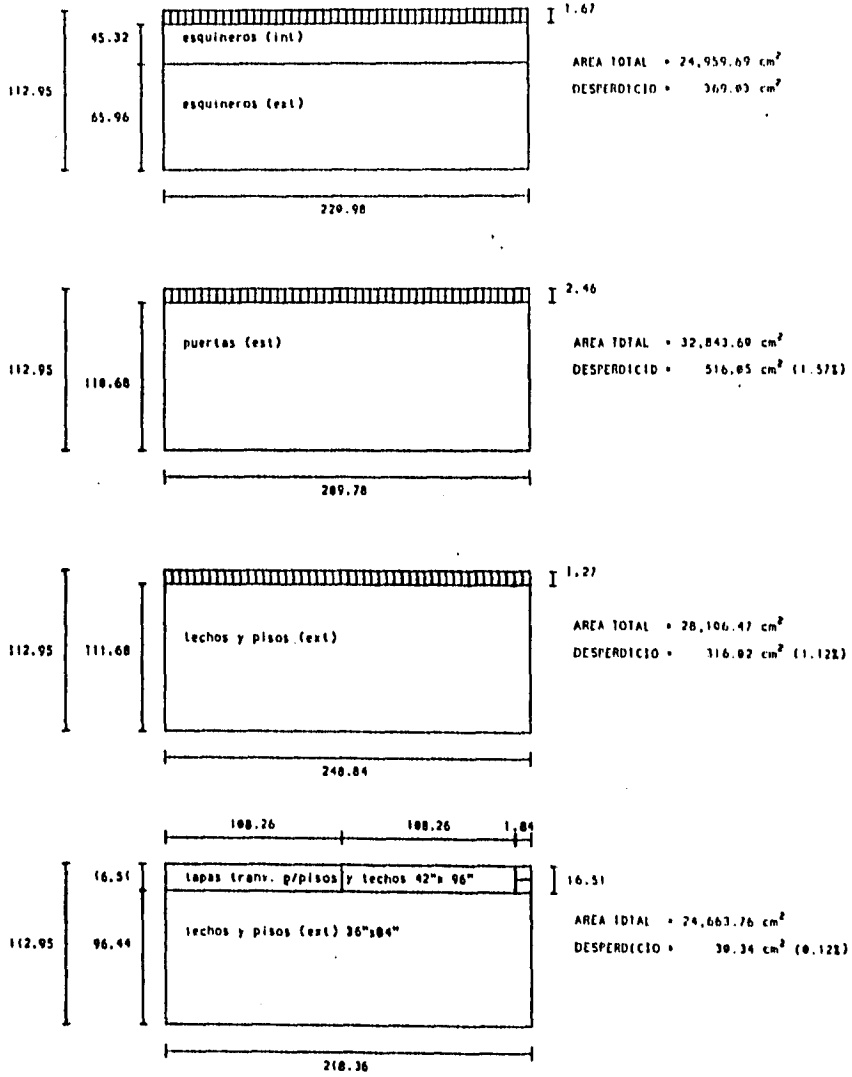 1.67
45.32 esquineros (int)
AREA TOTAL = 24,959.69 cm²
112.95
DESPERDICIO = 369.03 cm²
esquineros (ext)
65.96
220.98
2.46
puertas (ext)
AREA TOTAL = 32,843.60 cm²
112.95 110.68
DESPERDICIO = 516.05 cm² (1.57%)
289.78
1.27
techos y pisos (ext)
AREA TOTAL = 28,106.47 cm²
112.95 111.68
DESPERDICIO = 316.02 cm² (1.12%)
248.84
108.26 108.26 1.84
16.51 tapas tranv. p/pisos y techos 42"x 96" 16.51
techos y pisos (ext) 36"x84"
AREA TOTAL = 24,663.76 cm²
112.95 96.44
DESPERDICIO = 30.34 cm² (0.12%)
218.36